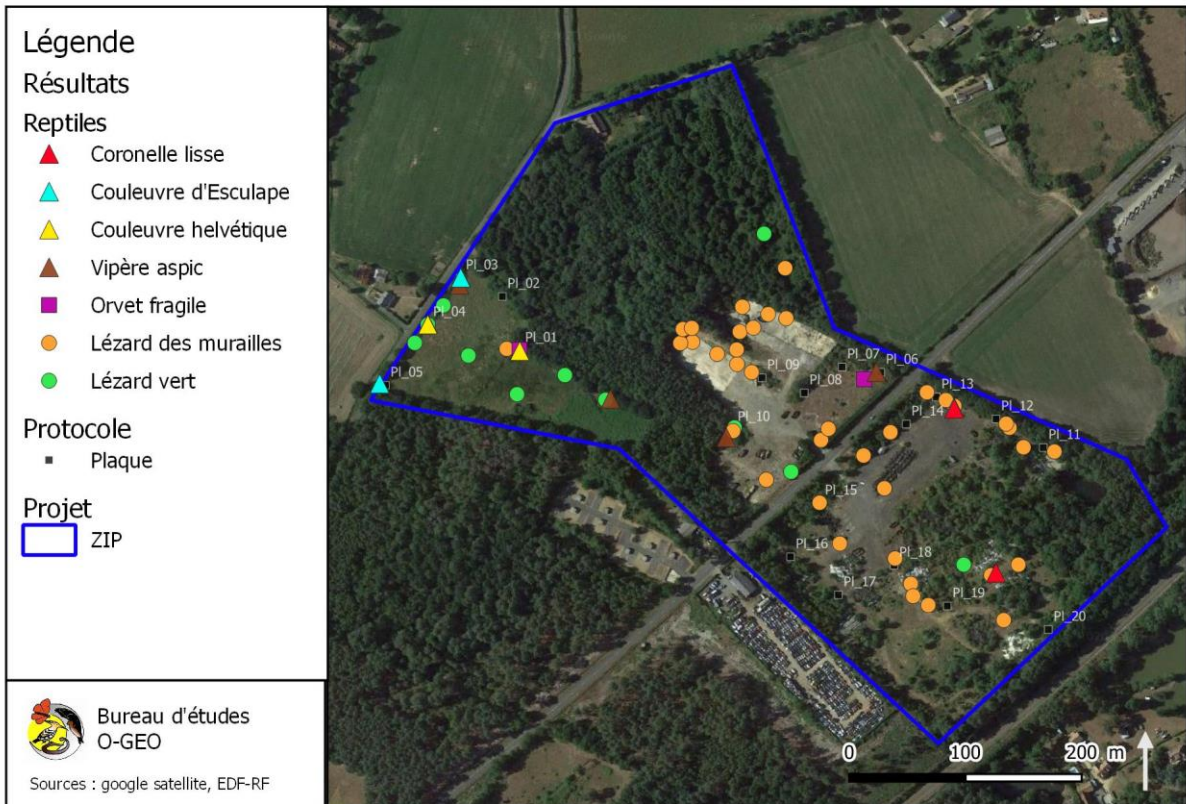 Légende
Résultats
Reptiles
Coronelle lisse
Couleuvre d'Esculape
Couleuvre helvétique
Vipère aspic
Orvet fragile
Lézard des murailles
Lézard vert
Protocole
Plaque
Projet
ZIP
Bureau d'études
O-GEO
Sources : google satellite, EDF-RF
Pl_03
Pl_02
Pl_04
Pl_01
Pl_05
Pl_07
Pl_06
Pl_09
Pl_08
Pl_13
Pl_14
Pl_12
Pl_10
Pl_11
Pl_15
Pl_16
Pl_18
Pl_17
Pl_19
Pl_20
0 100 200 m